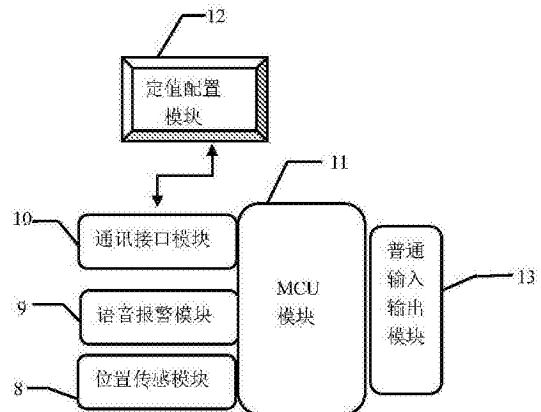 12
定值配置
模块
11
10
通讯接口模块
普通
输入
输出
模块
13
MCU
模块
9
语音报警模块
8
位置传感模块